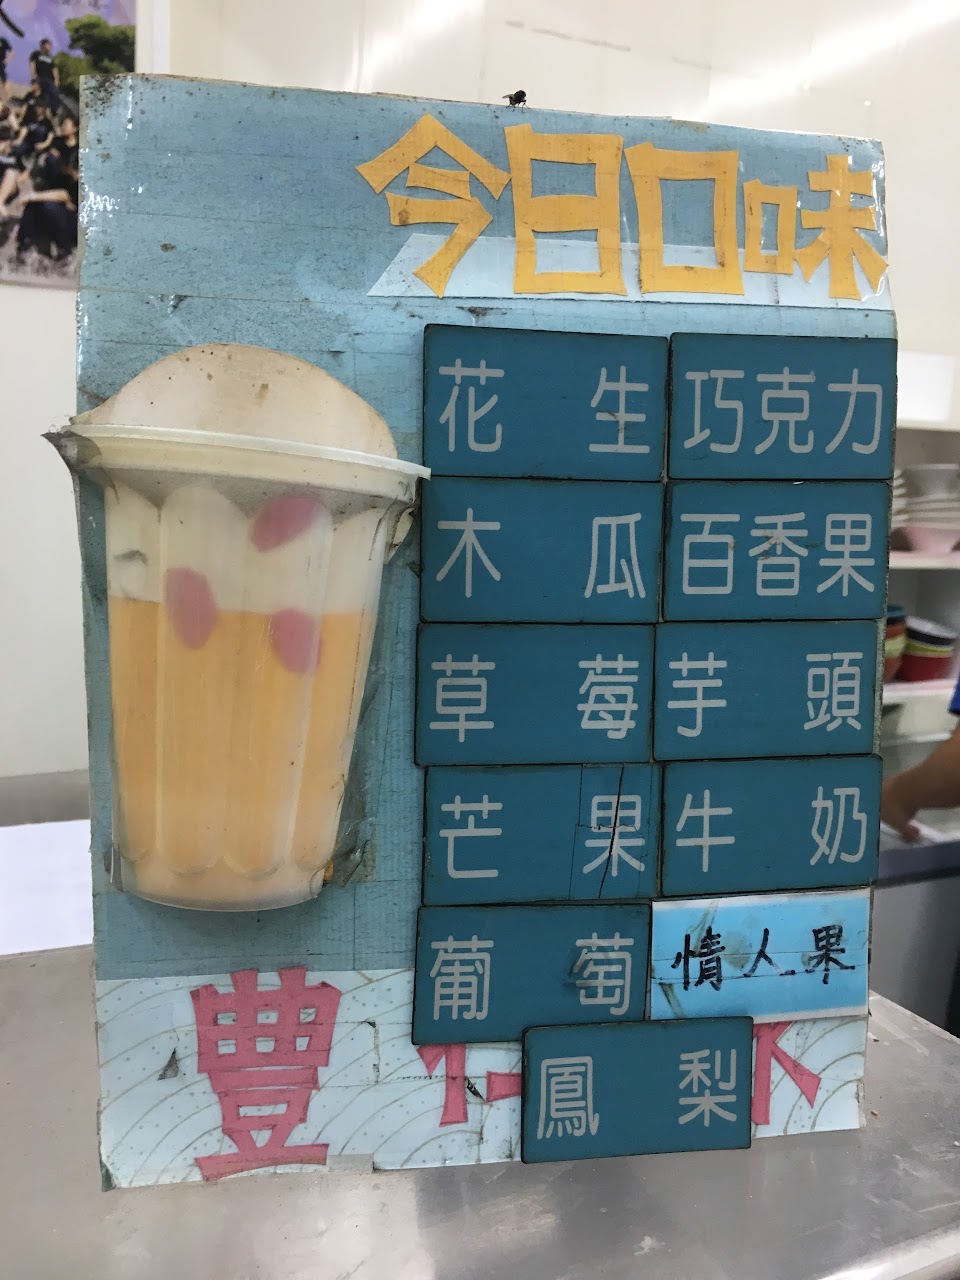 今日口味
花生 巧克力
木瓜 百香果
草莓 芋頭
芒果 牛奶
葡萄 情人果
鳳梨
豐